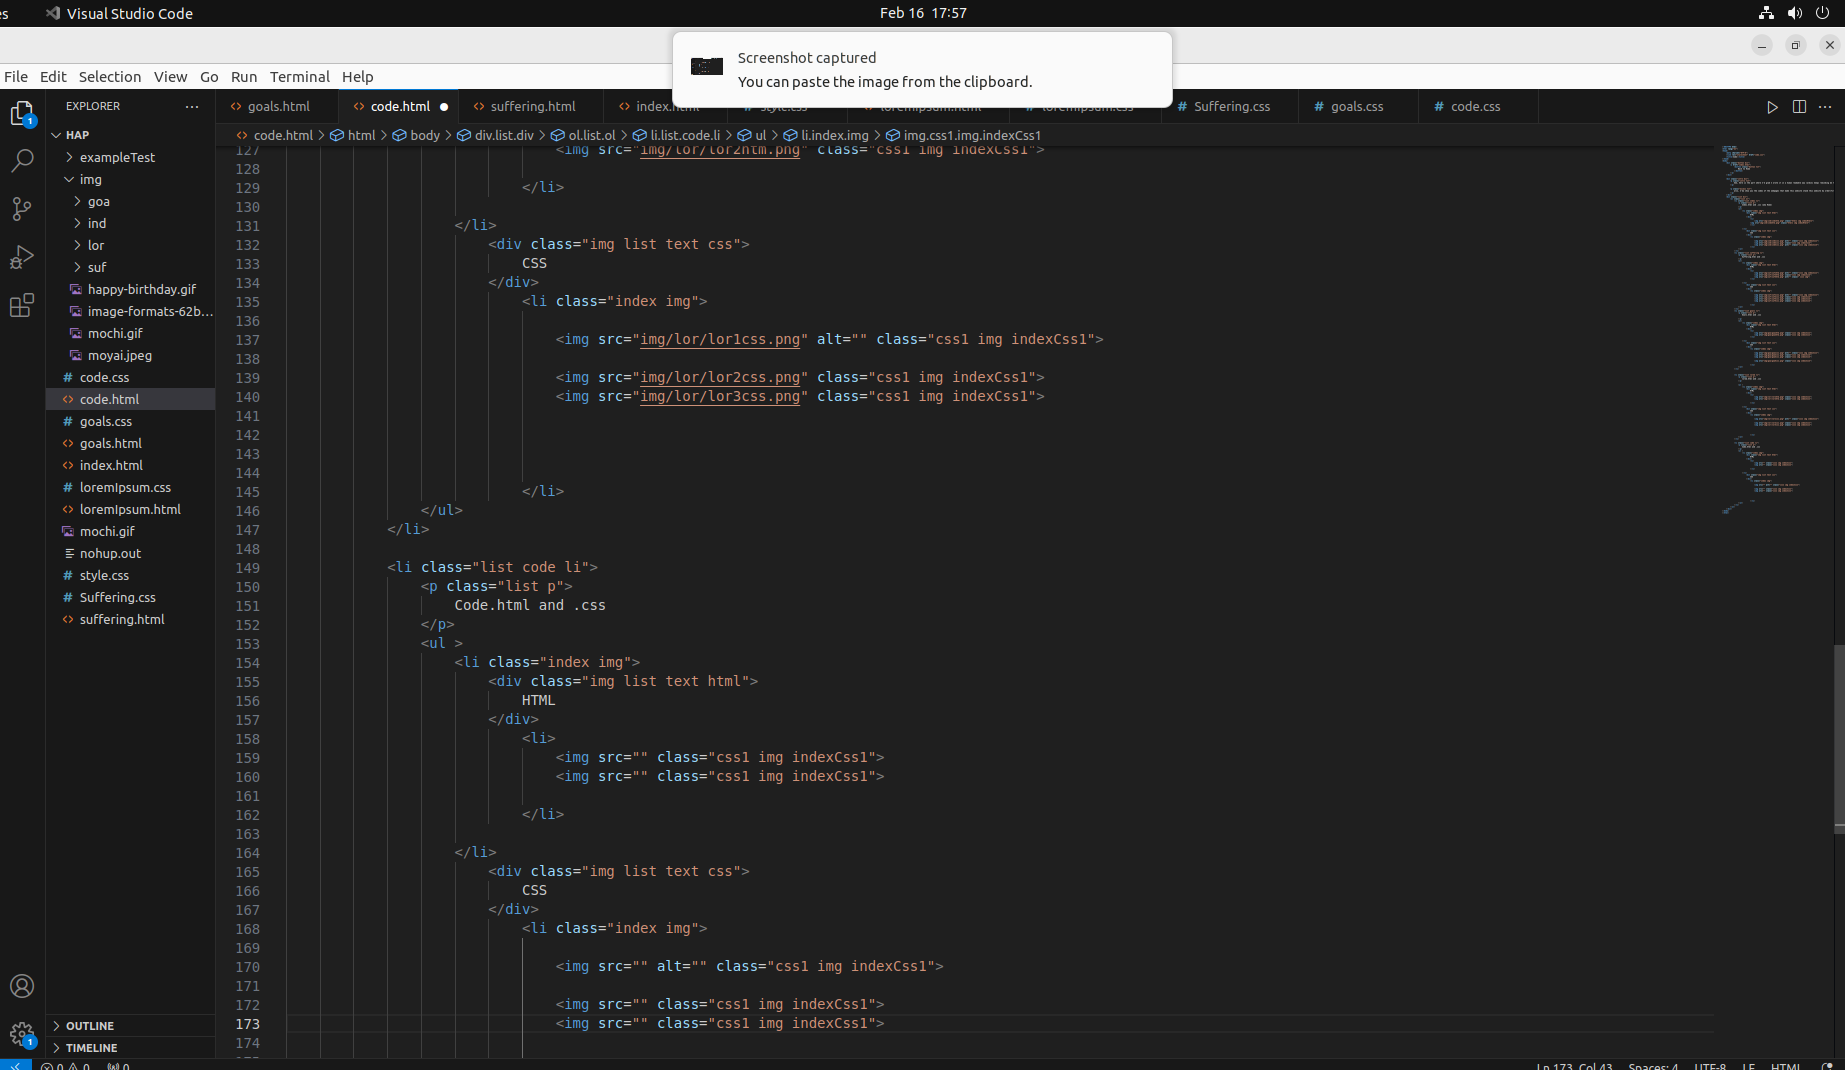 es
Visual Studio Code
Feb 16 17:57
Screenshot captured
You can paste the image from the clipboard.
File Edit Selection View Go Run Terminal Help
EXPLORER
goals.html
code.html
suffering.html
index.html
style.css
loremIpsum.html
loremIpsum.css
Suffering.css
goals.css
code.css
code.html > html > body > div.list.div > ol.list.ol > li.list.code.li > ul > li.index.img > img.css1.img.indexCss1
HAP
exampleTest
img
goa
ind
lor
suf
happy-birthday.gif
image-formats-62b...
mochi.gif
moyai.jpeg
code.css
code.html
goals.css
goals.html
index.html
loremIpsum.css
loremIpsum.html
mochi.gif
nohup.out
style.css
Suffering.css
suffering.html
OUTLINE
TIMELINE
1
1
127 <img src="img/lor/lor2htm.png" class="css1 img indexCss1">
128
129 </li>
130
131 </li>
132 <div class="img list text css">
133 CSS
134 </div>
135 <li class="index img">
136
137 <img src="img/lor/lor1css.png" alt="" class="css1 img indexCss1">
138
139 <img src="img/lor/lor2css.png" class="css1 img indexCss1">
140 <img src="img/lor/lor3css.png" class="css1 img indexCss1">
141
142
143
144
145 </li>
146 </ul>
147 </li>
148
149 <li class="list code li">
150 <p class="list p">
151 Code.html and .css
152 </p>
153 <ul >
154 <li class="index img">
155 <div class="img list text html">
156 HTML
157 </div>
158 <li>
159 <img src="" class="css1 img indexCss1">
160 <img src="" class="css1 img indexCss1">
161
162 </li>
163
164 </li>
165 <div class="img list text css">
166 CSS
167 </div>
168 <li class="index img">
169
170 <img src="" alt="" class="css1 img indexCss1">
171
172 <img src="" class="css1 img indexCss1">
173 <img src="" class="css1 img indexCss1">
174
0 0 0
Ln 173, Col 43 Spaces: 4 UTF-8 LF HTML